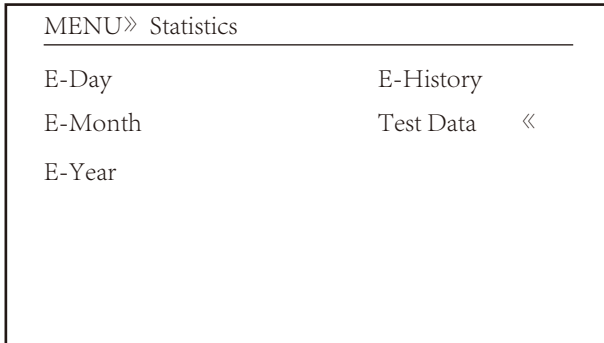 MENU» Statistics
E-Day E-History
E-Month Test Data «
E-Year